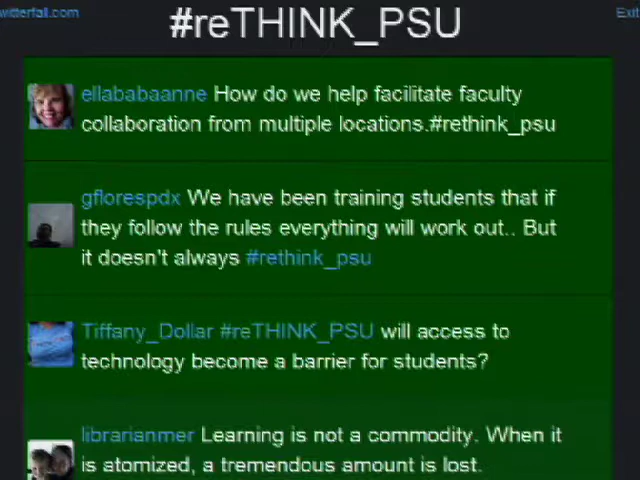 witterfall.com
#reTHINK_PSU
Exit
ellababaanne How do we help facilitate faculty
collaboration from multiple locations.#rethink_psu
gflorespdx We have been training students that if
they follow the rules everything will work out.. But
it doesn't always #rethink_psu
Tiffany_Dollar #reTHINK_PSU will access to
technology become a barrier for students?
librarianmer Learning is not a commodity. When it
is atomized, a tremendous amount is lost.